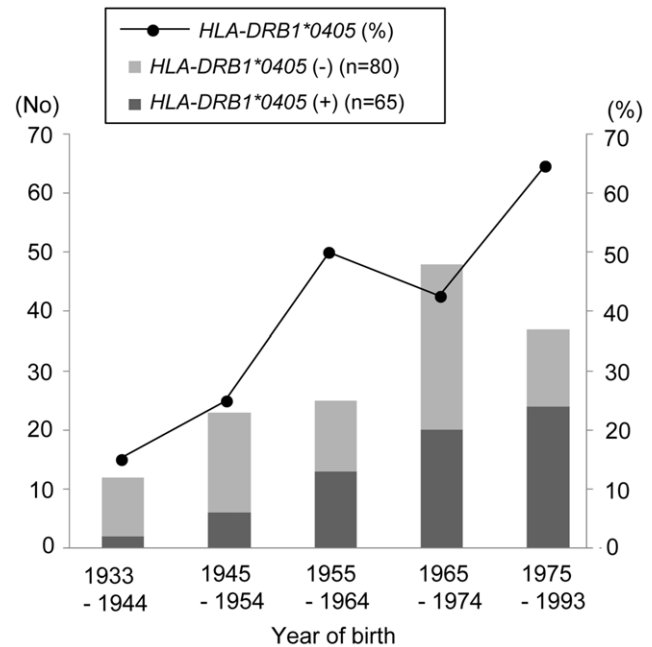 HLA-DRB1*0405 (%)
HLA-DRB1*0405 (-) (n=80)
HLA-DRB1*0405 (+) (n=65)
(No) (%)
70 70
60 60
50 50
40 40
30 30
20 20
10 10
0 0
1933 1945 1955 1965 1975
- 1944 - 1954 - 1964 - 1974 - 1993
Year of birth